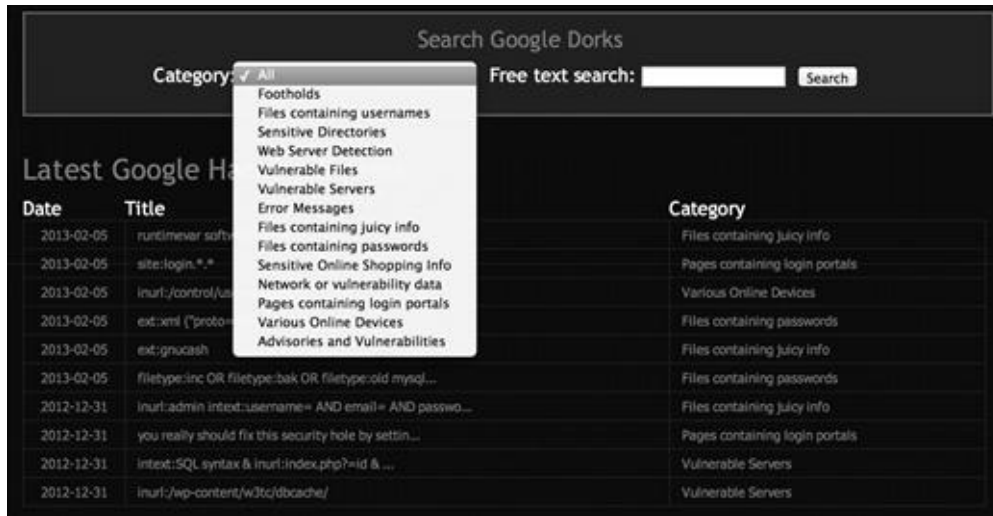 Search Google Dorks
Category: ✓ All Free text search: Search
Footholds
Files containing usernames
Sensitive Directories
Web Server Detection
Vulnerable Files
Vulnerable Servers
Error Messages
Files containing juicy info
Files containing passwords
Sensitive Online Shopping Info
Network or vulnerability data
Pages containing login portals
Various Online Devices
Advisories and Vulnerabilities
Latest Google Ha
Date Title Category
2013-02-05 runtimevar softw Files containing juicy info
2013-02-05 site:login.*.* Pages containing login portals
2013-02-05 inurl:/control/us Various Online Devices
2013-02-05 ext:xml ("proto= Files containing passwords
2013-02-05 ext:gnucash Files containing juicy info
2013-02-05 filetype:inc OR filetype:bak OR filetype:old mysql... Files containing passwords
2012-12-31 inurl:admin intext:username= AND email= AND passwo... Files containing juicy info
2012-12-31 you really should fix this security hole by settin... Pages containing login portals
2012-12-31 intext:SQL syntax & inurl:index.php?=id & ... Vulnerable Servers
2012-12-31 inurl:/wp-content/w3tc/dbcache/ Vulnerable Servers